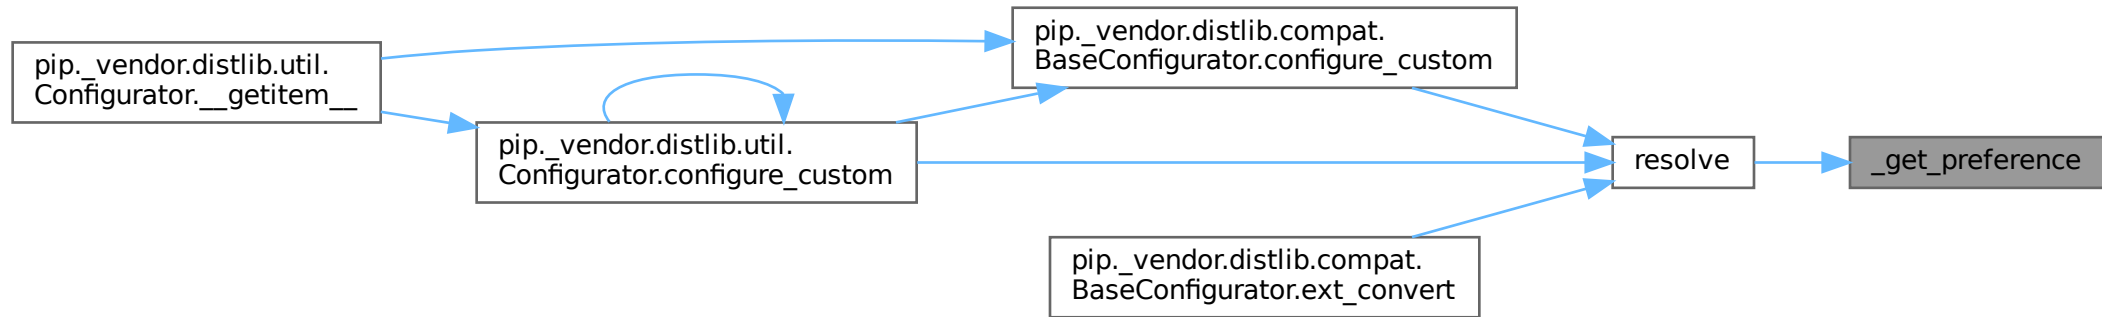 pip._vendor.distlib.util.
Configurator.__getitem__
pip._vendor.distlib.compat.
BaseConfigurator.configure_custom
pip._vendor.distlib.util.
Configurator.configure_custom
resolve
_get_preference
pip._vendor.distlib.compat.
BaseConfigurator.ext_convert